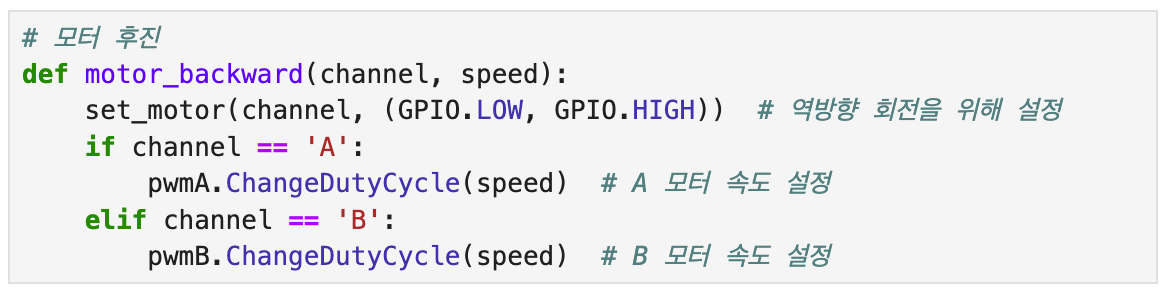 # 모터 후진
def motor_backward(channel, speed):
    set_motor(channel, (GPIO.LOW, GPIO.HIGH))  # 역방향 회전을 위해 설정
    if channel == 'A':
        pwmA.ChangeDutyCycle(speed)  # A 모터 속도 설정
    elif channel == 'B':
        pwmB.ChangeDutyCycle(speed)  # B 모터 속도 설정